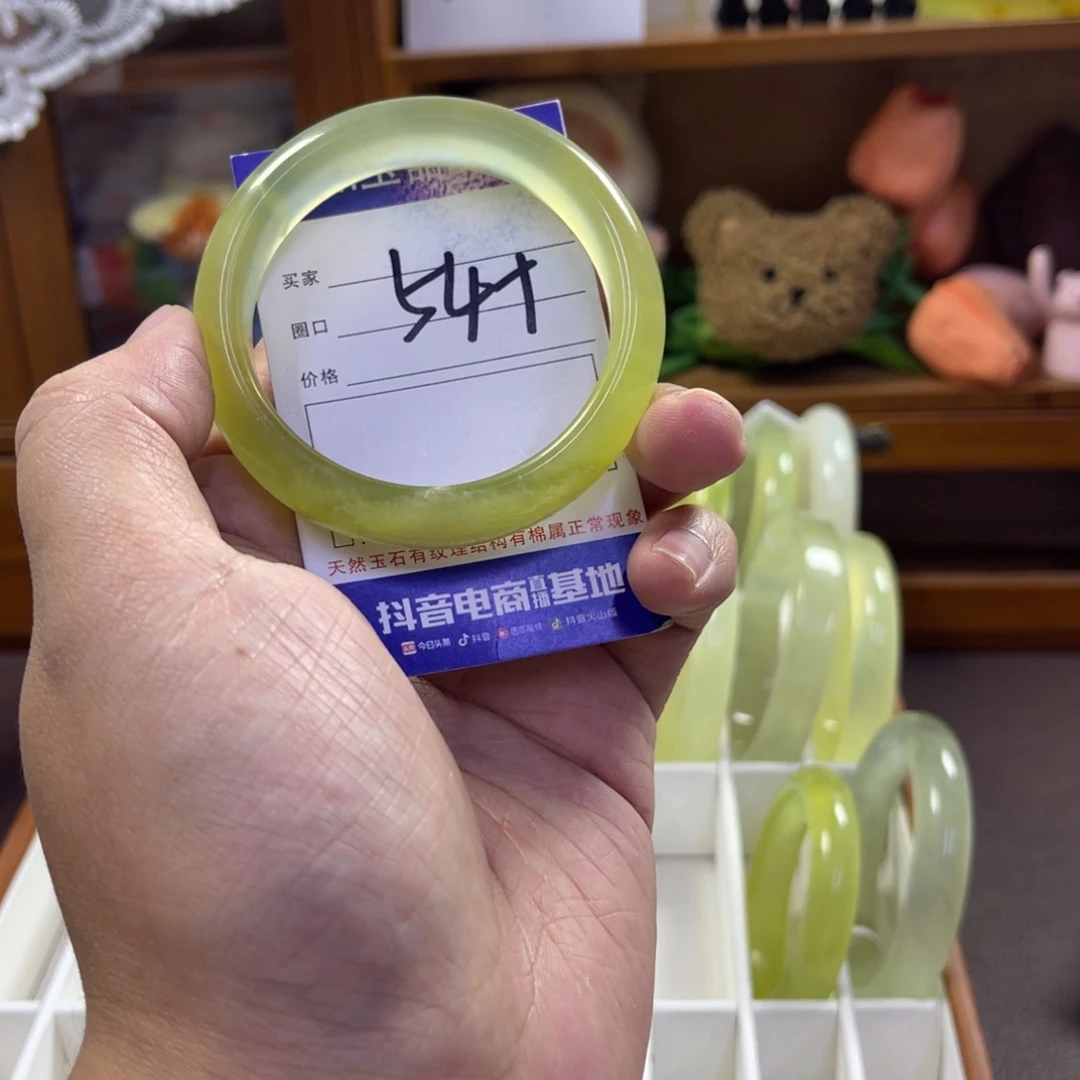 买家
541
圈口
价格
天然玉石有纹理结构有棉属正常现象
抖音电商直播基地
今日头条 抖音 抖音火山版